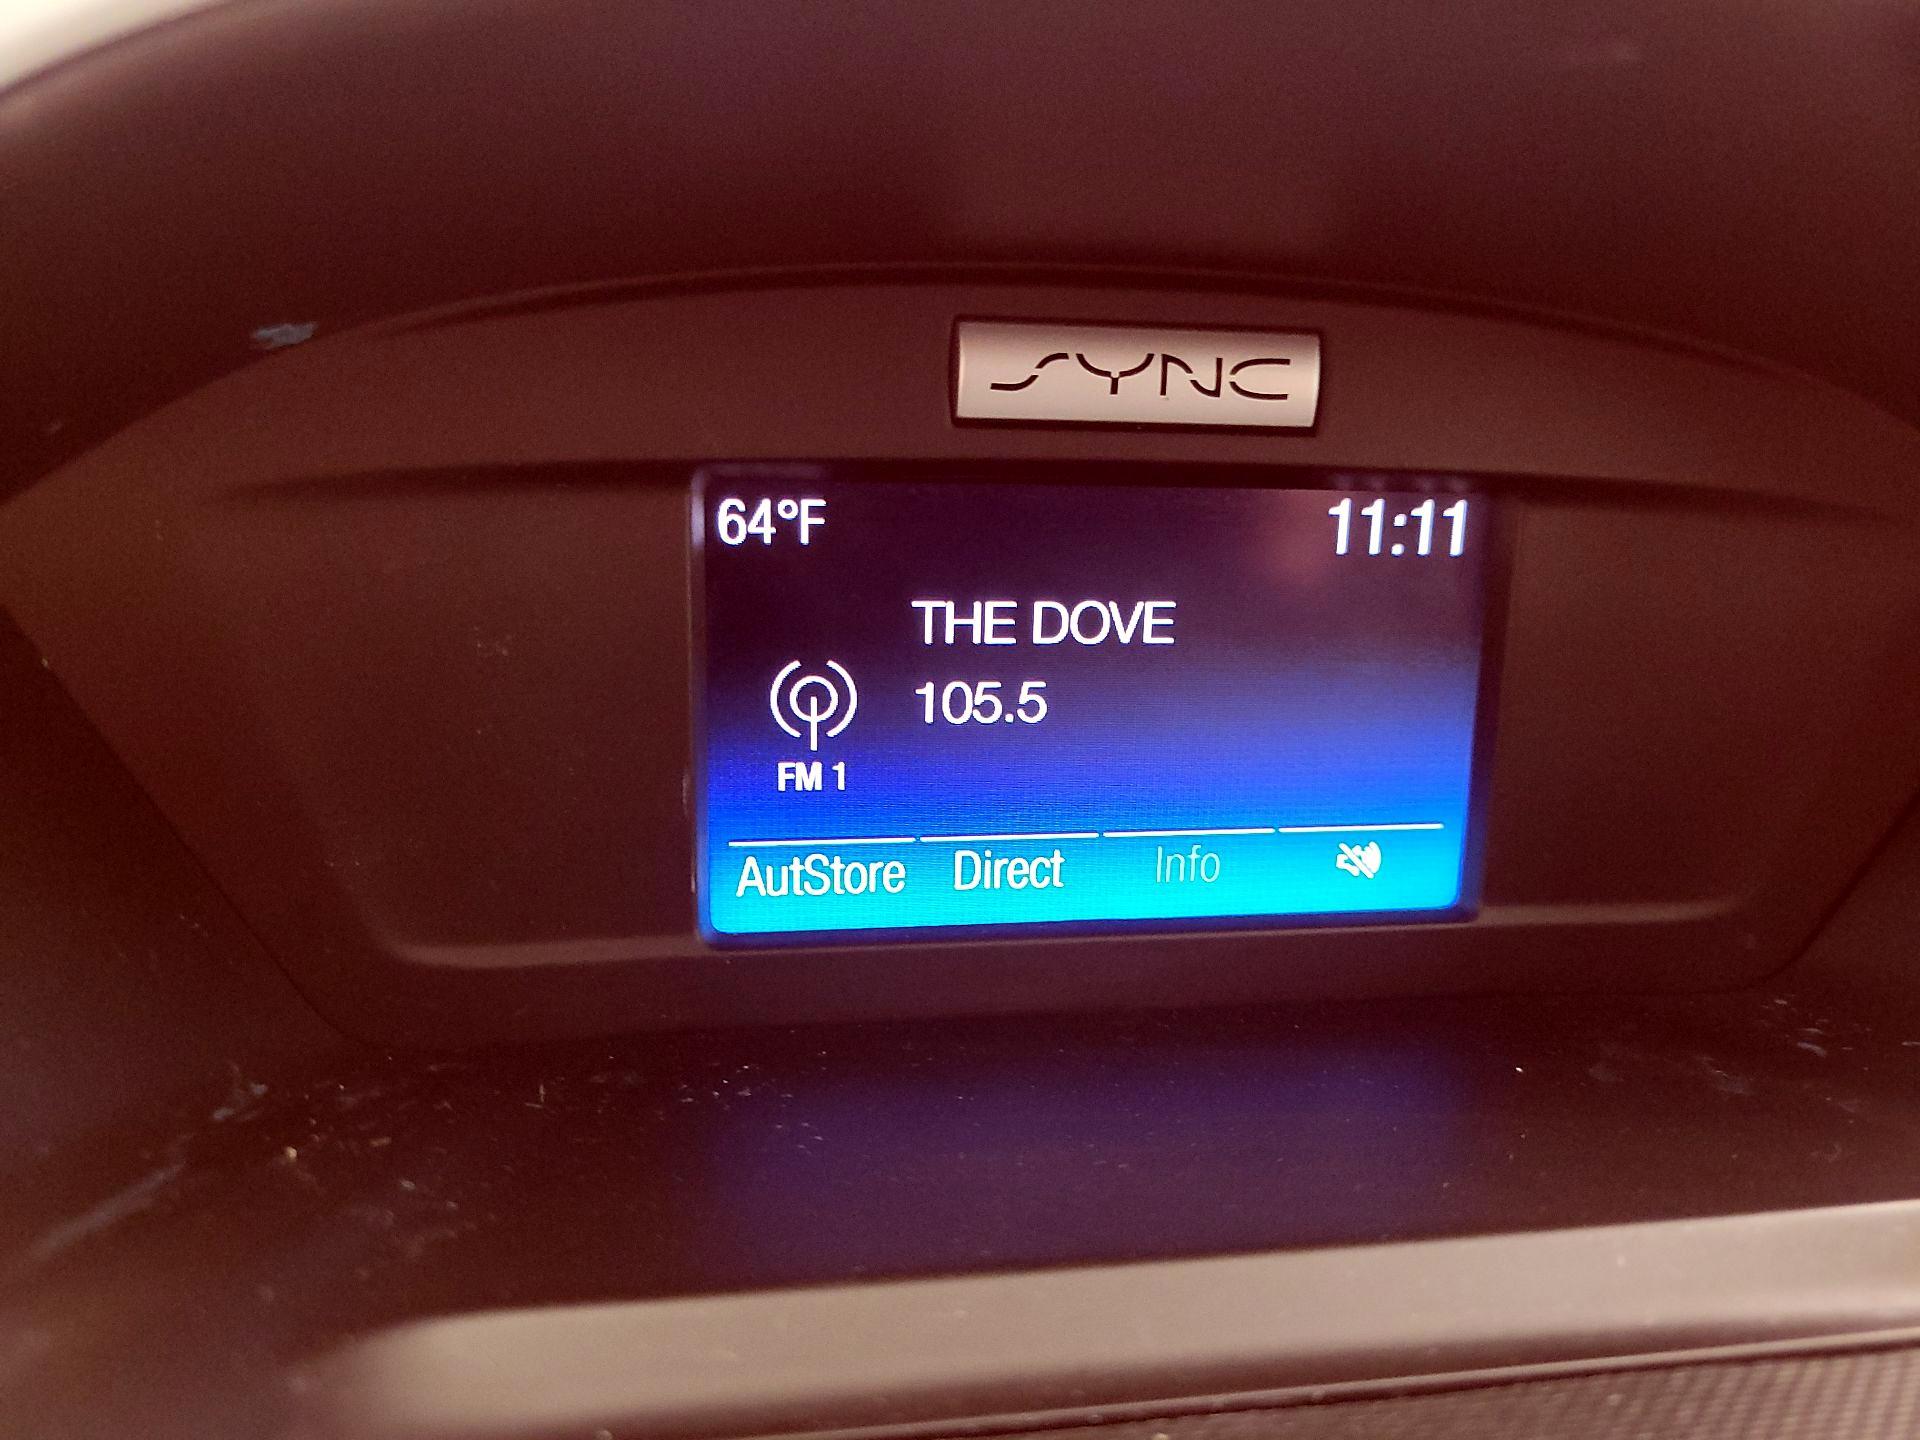 SYNC
64°F 11:11
THE DOVE
105.5
FM 1
AutStore Direct Info